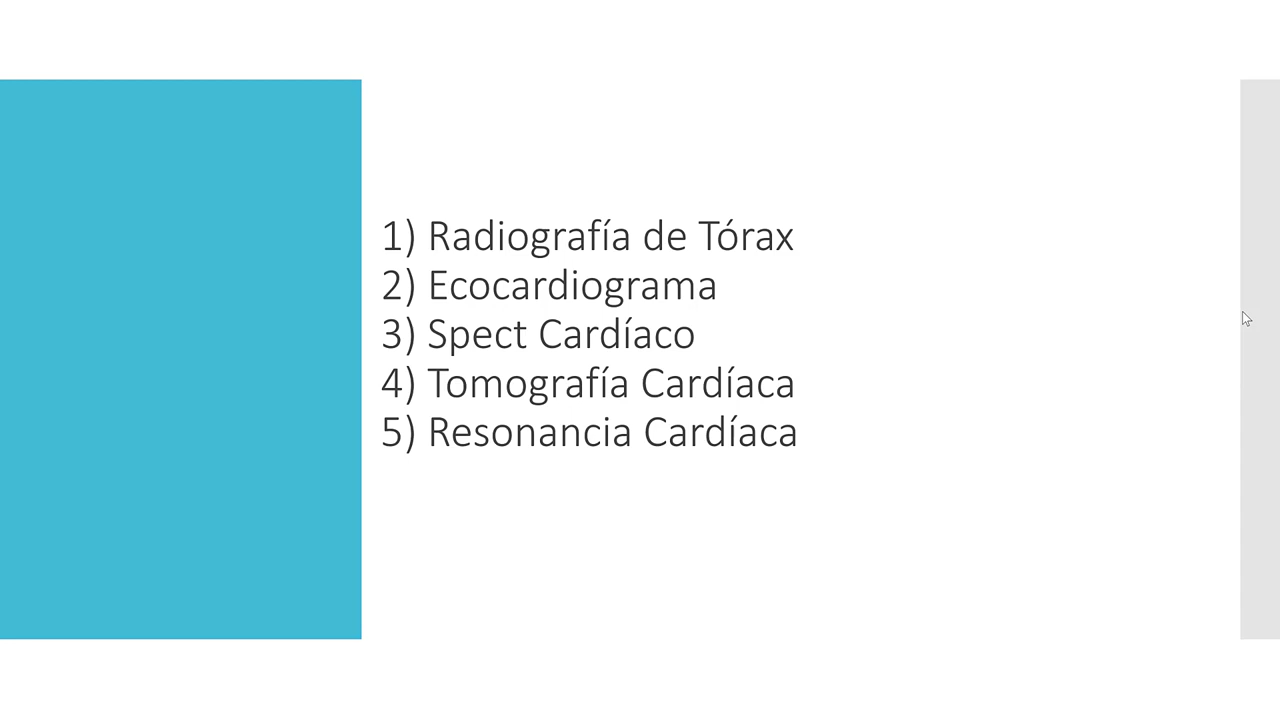 1) Radiografía de Tórax
2) Ecocardiograma
3) Spect Cardíaco
4) Tomografía Cardíaca
5) Resonancia Cardíaca